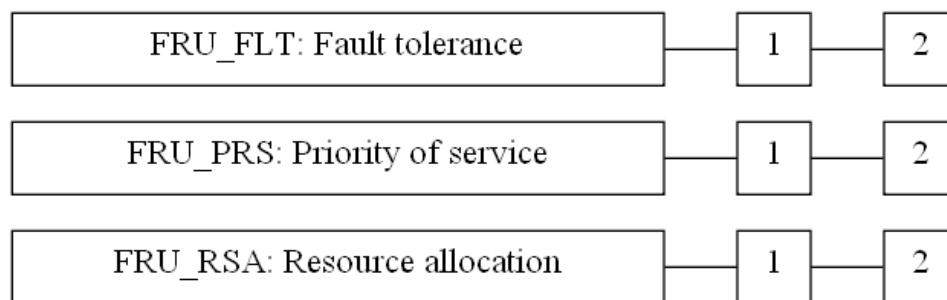 FRU_FLT: Fault tolerance 1 2
FRU_PRS: Priority of service 1 2
FRU_RSA: Resource allocation 1 2